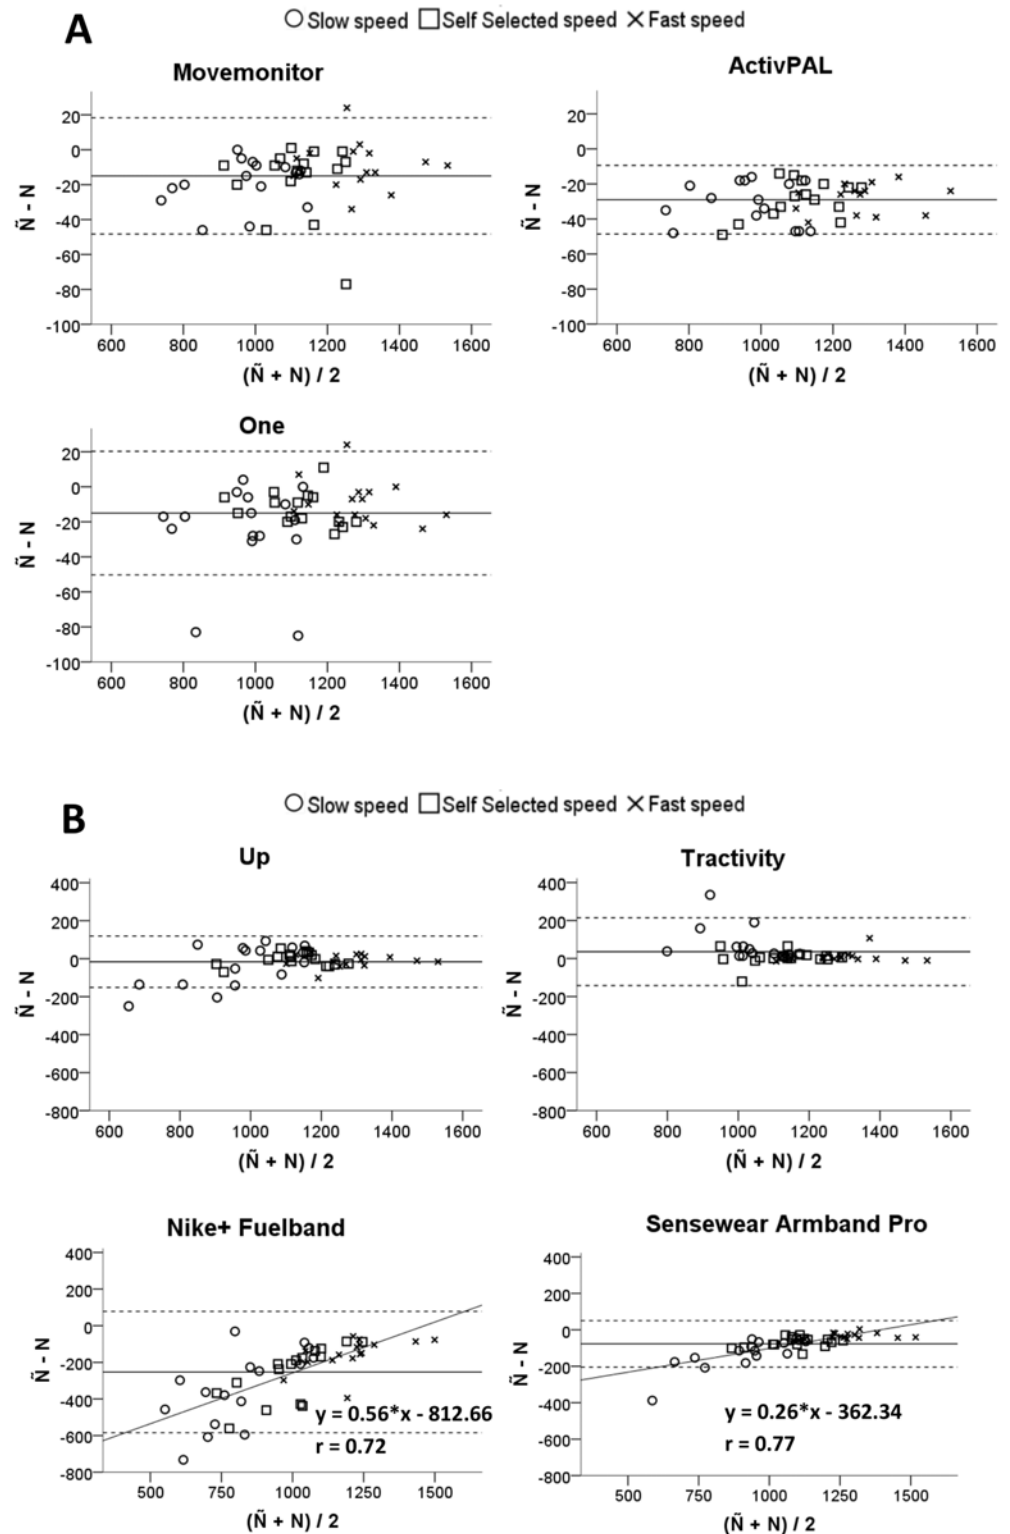 A
Slow speed Self Selected speed Fast speed
Movemonitor
20
0
-20
-40
-60
-80
-100
Ñ - N
600 800 1000 1200 1400 1600
(Ñ + N) / 2
ActivPAL
20
0
-20
-40
-60
-80
-100
Ñ - N
600 800 1000 1200 1400 1600
(Ñ + N) / 2
One
20
0
-20
-40
-60
-80
-100
Ñ - N
600 800 1000 1200 1400 1600
(Ñ + N) / 2
B
Slow speed Self Selected speed Fast speed
Up
400
200
0
-200
-400
-600
-800
Ñ - N
600 800 1000 1200 1400 1600
(Ñ + N) / 2
Tractivity
400
200
0
-200
-400
-600
-800
Ñ - N
600 800 1000 1200 1400 1600
(Ñ + N) / 2
Nike+ Fuelband
400
200
0
-200
-400
-600
-800
Ñ - N
y = 0.56*x - 812.66
r = 0.72
500 750 1000 1250 1500
(Ñ + N) / 2
Sensewear Armband Pro
400
200
0
-200
-400
-600
-800
Ñ - N
y = 0.26*x - 362.34
r = 0.77
500 750 1000 1250 1500
(Ñ + N) / 2